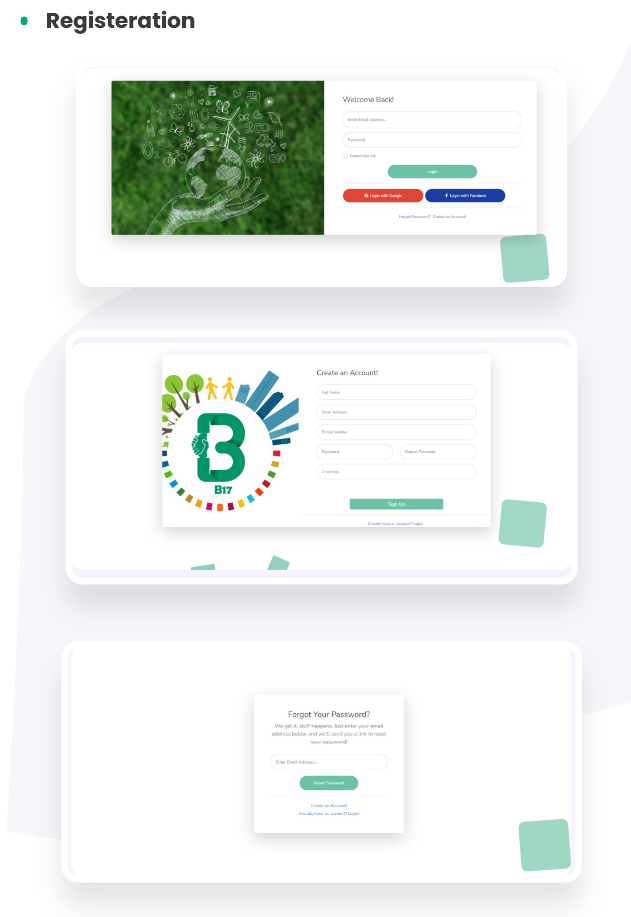 Registeration
Welcome Back!
Enter Email Address...
Password
Remember Me
Login
Login with Google
Login with Facebook
Forgot Password? Create an Account!
Create an Account!
Full Name
Email Address
Phone Number
Password
Repeat Password
University
Sign Up
Already have an account? Login!
B17
Forgot Your Password?
We get it, stuff happens. Just enter your email
address below and we'll send you a link to reset
your password!
Enter Email Address...
Reset Password
Create an Account!
Already have an account? Login!